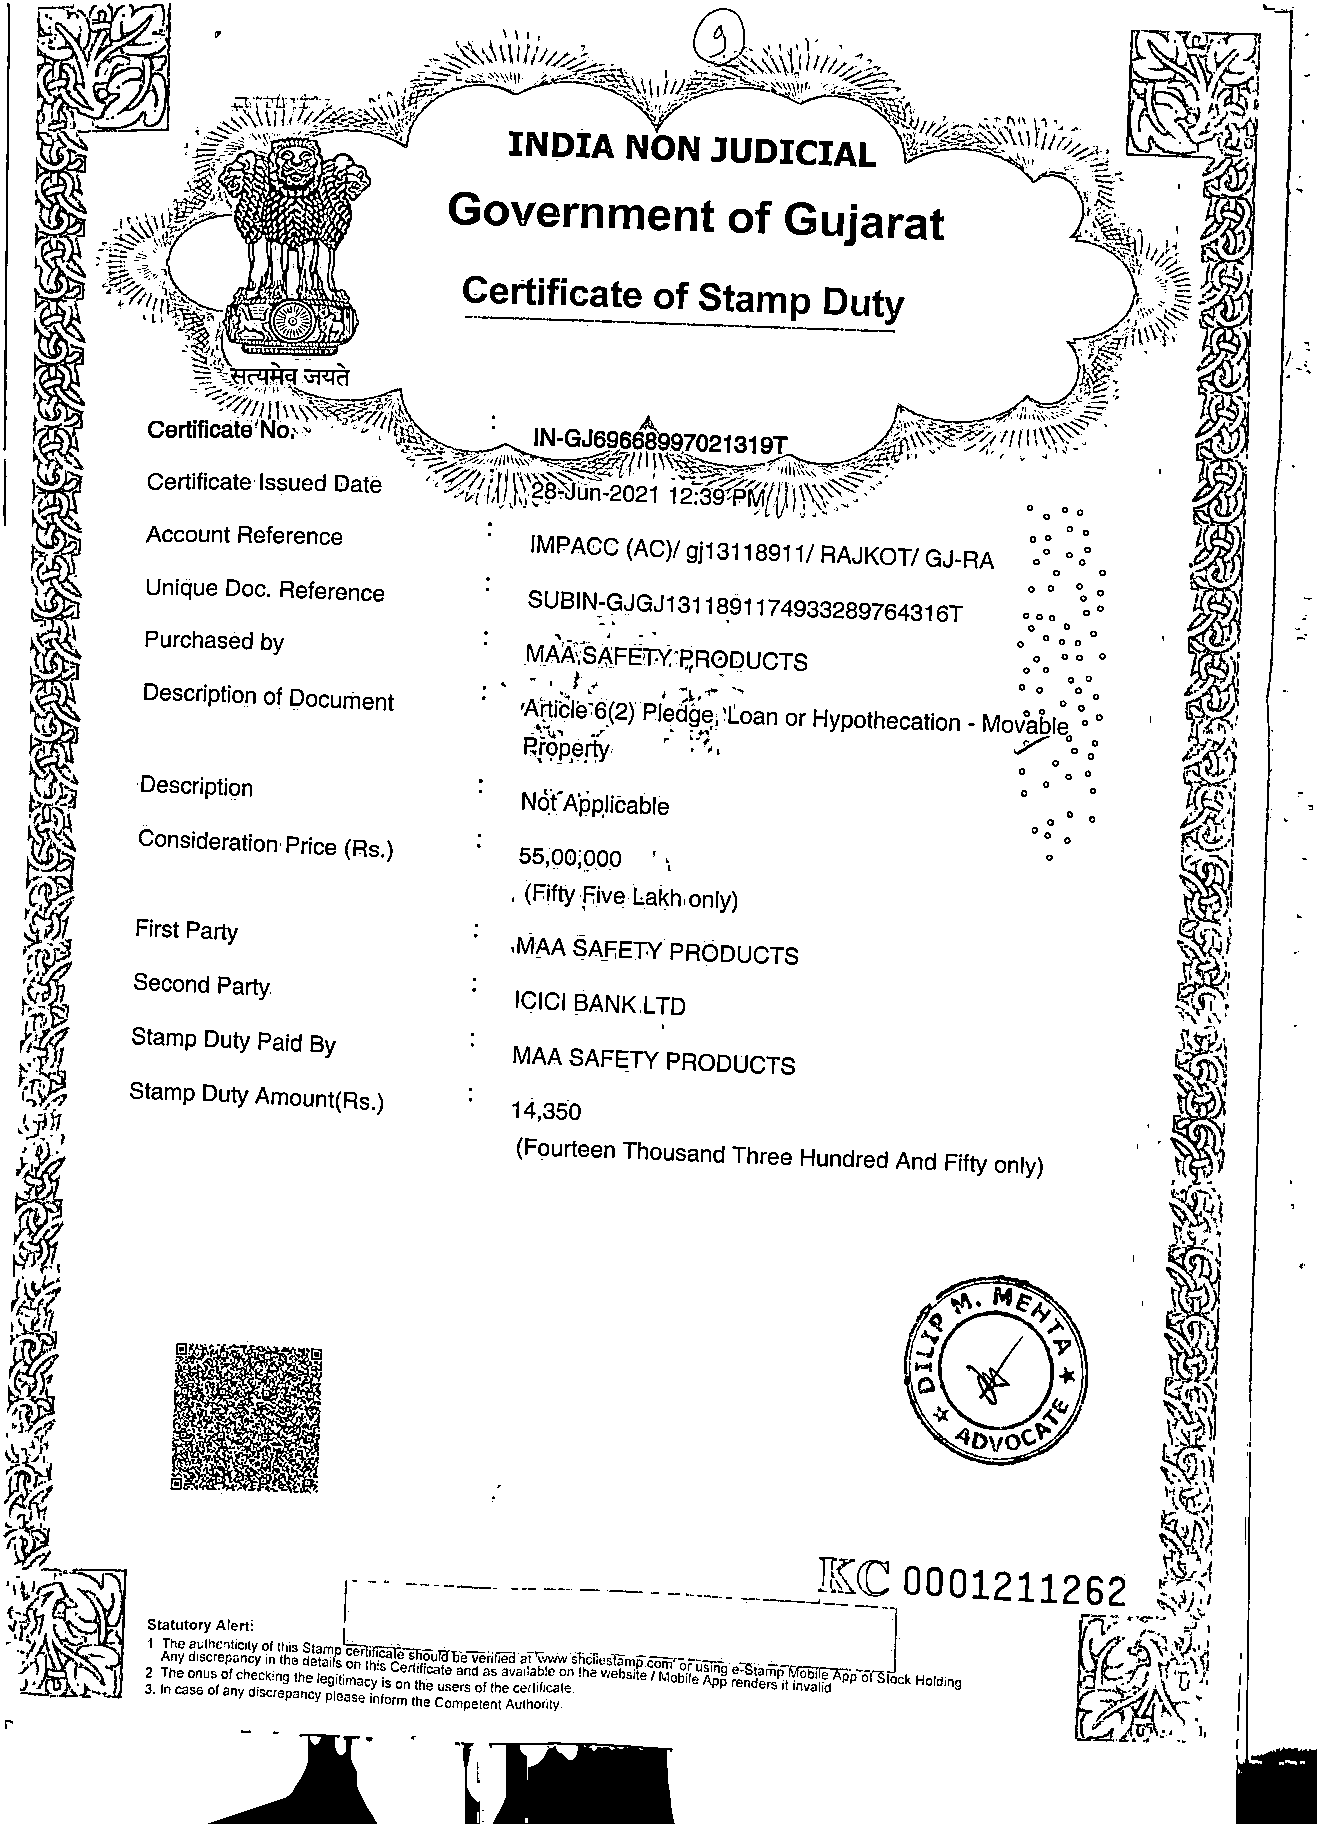 9
INDIA NON JUDICIAL
Government of Gujarat
Certificate of Stamp Duty
सत्यमेव जयते
Certificate No. : IN-GJ69668997021319T
Certificate Issued Date : 28-Jun-2021 12:39 PM
Account Reference : IMPACC (AC)/ gj13118911/ RAJKOT/ GJ-RA
Unique Doc. Reference : SUBIN-GJGJ1311891174933289764316T
Purchased by : MAA SAFETY PRODUCTS
Description of Document : Article 6(2) Pledge, Loan or Hypothecation - Movable
Property
Description : Not Applicable
Consideration Price (Rs.) : 55,00,000
(Fifty Five Lakh only)
First Party : MAA SAFETY PRODUCTS
Second Party : ICICI BANK LTD
Stamp Duty Paid By : MAA SAFETY PRODUCTS
Stamp Duty Amount(Rs.) : 14,350
(Fourteen Thousand Three Hundred And Fifty only)
DILIP M. MEHTA
ADVOCATE
KC 0001211262
Statutory Alert:
1 The authenticity of this Stamp certificate should be verified at 'www shcilestamp.com' or using e-Stamp Mobile App of Stock Holding
Any discrepancy in the details on this Certificate and as available on the website / Mobile App renders it invalid
2 The onus of checking the legitimacy is on the users of the certificate.
3. In case of any discrepancy please inform the Competent Authority.